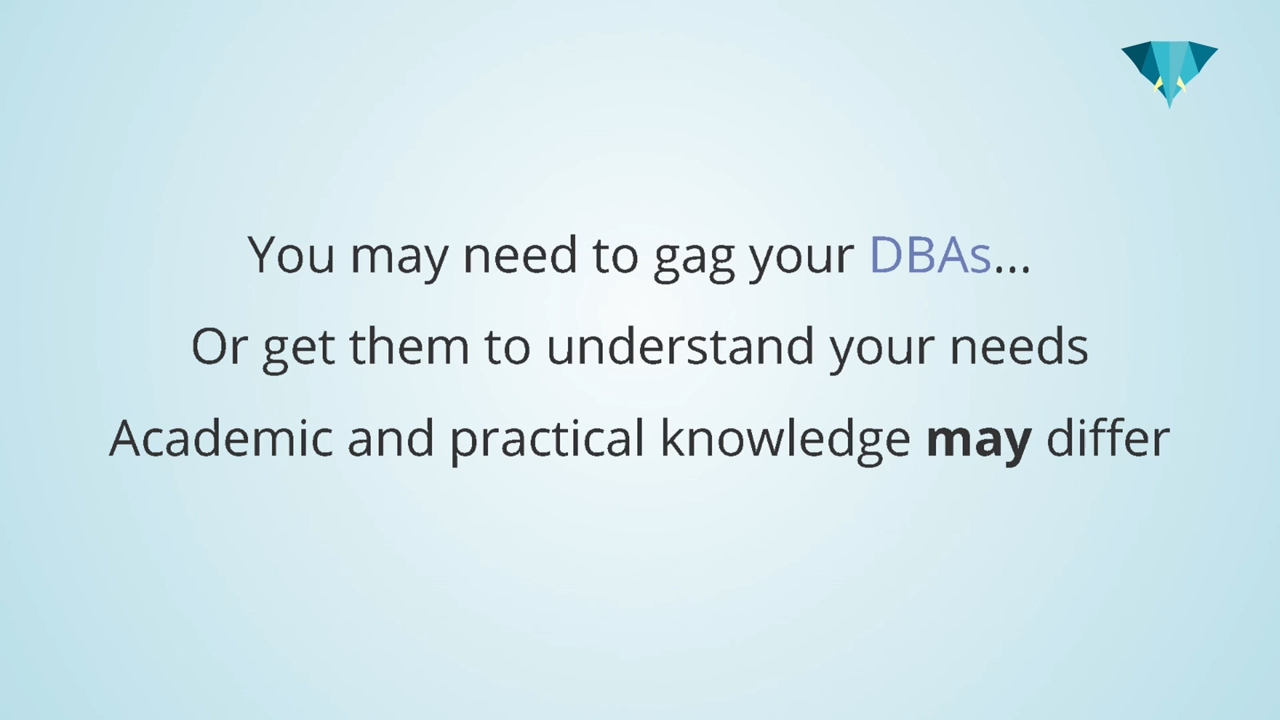 You may need to gag your DBAs...
Or get them to understand your needs
Academic and practical knowledge may differ